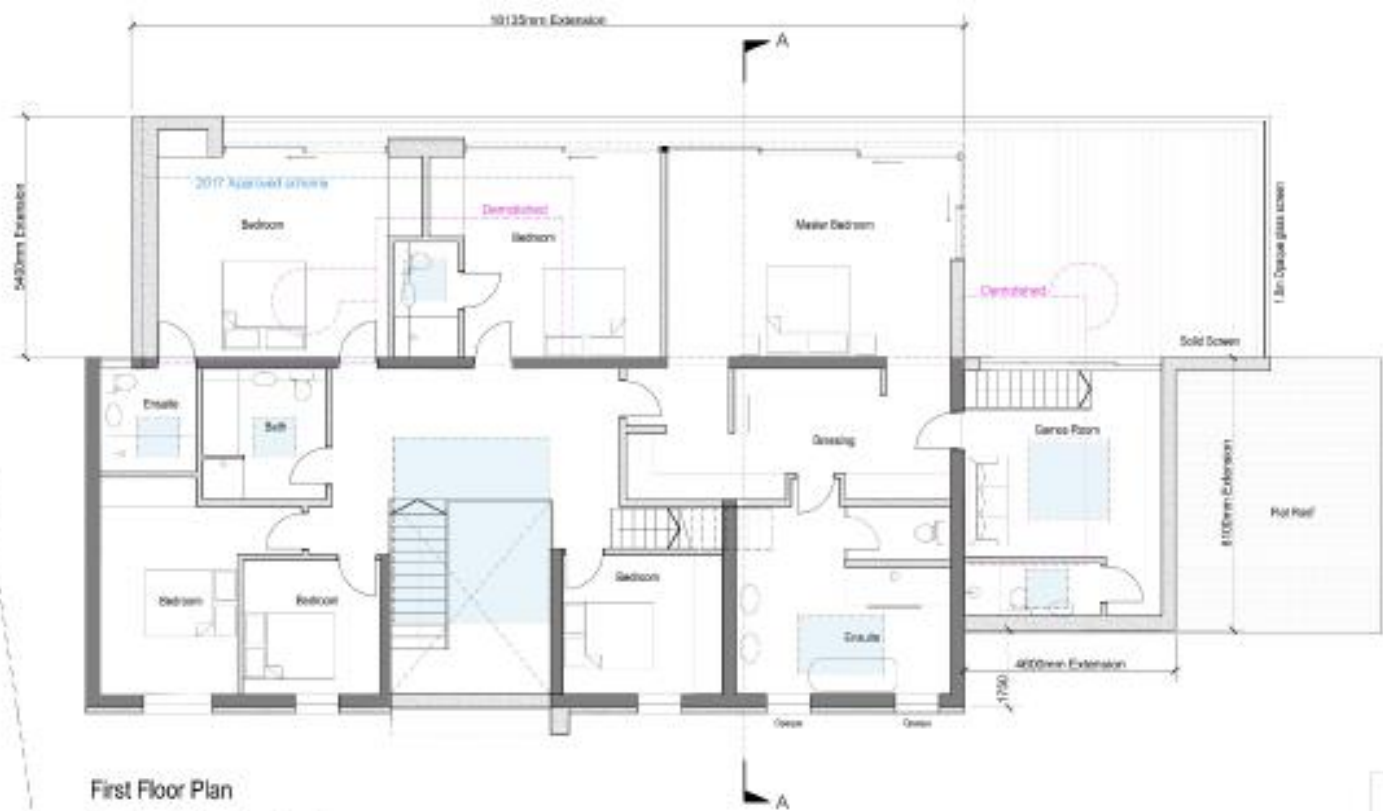 18135mm Extension
A
5400mm Extension
2017 Approved scheme
Bedroom
Demolished
Bedroom
Master Bedroom
Demolished
1.8m Opaque glass screen
Solid Screen
Ensuite
Bath
Dressing
Games Room
6100mm Extension
Flat Roof
Bedroom
Bedroom
Bedroom
Ensuite
4600mm Extension
1750
Opaque
Opaque
First Floor Plan
A